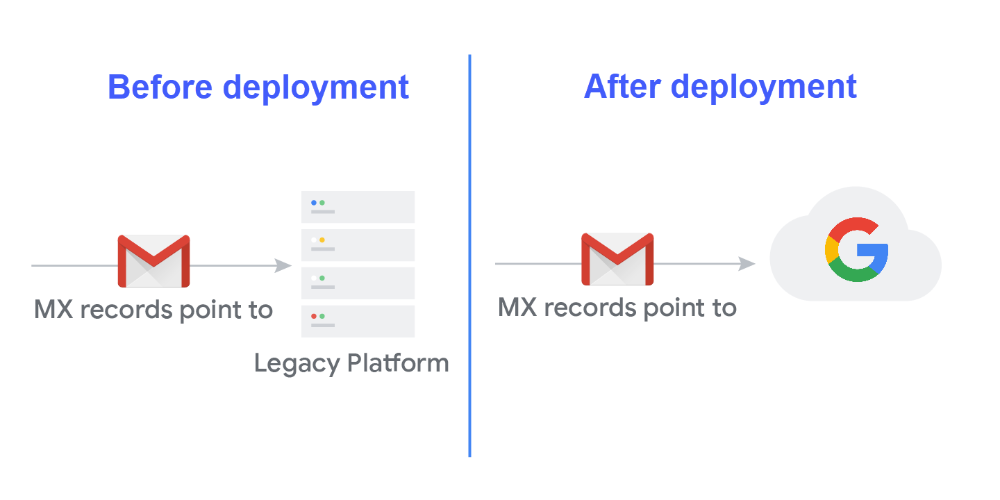 Before deployment
MX records point to
Legacy Platform
After deployment
MX records point to